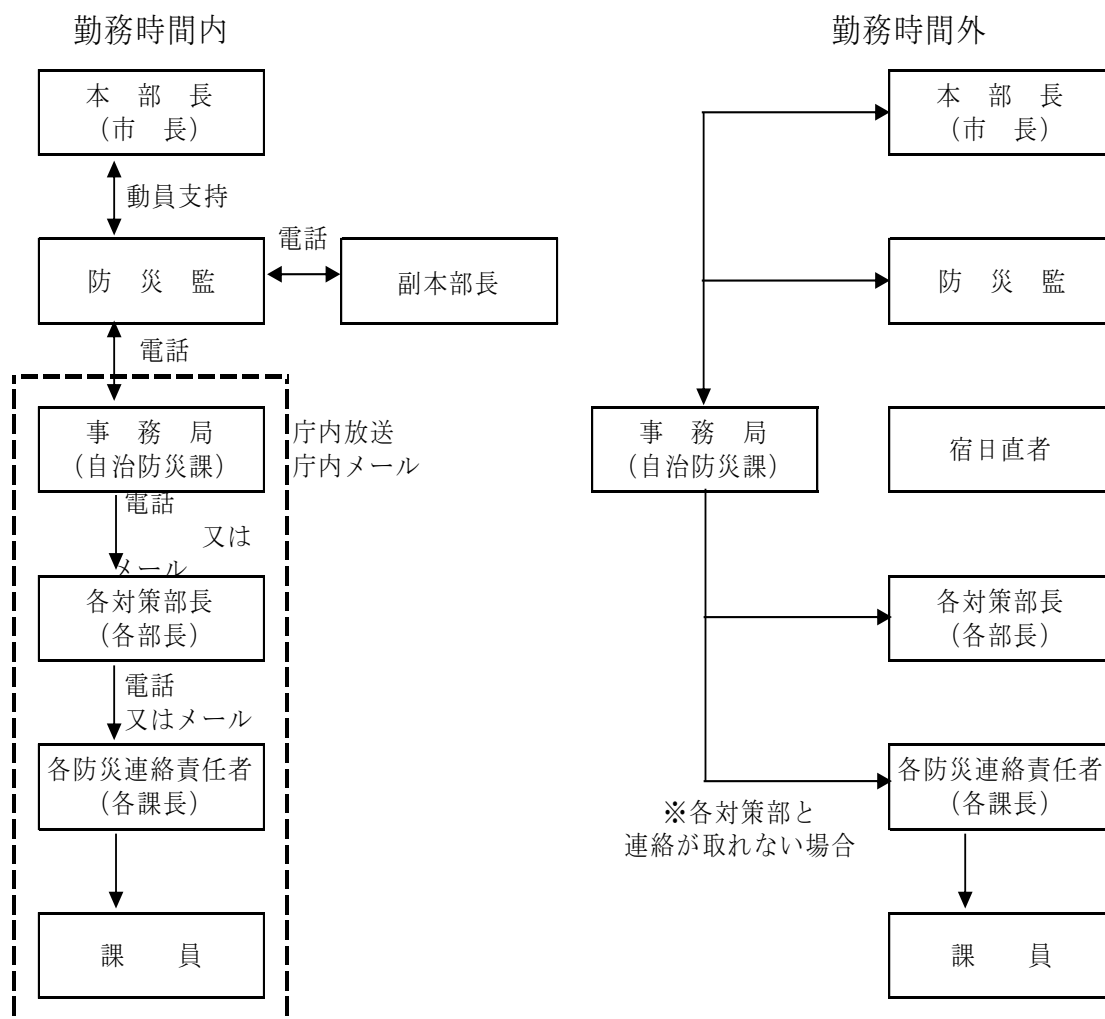 勤務時間内
本　部　長
（市　長）
動員支持
防　災　監
電話
副本部長
電話
事　務　局
（自治防災課）
庁内放送
庁内メール
電話
又は
メール
各対策部長
（各部長）
電話
又はメール
各防災連絡責任者
（各課長）
課　　員
勤務時間外
本　部　長
（市　長）
防　災　監
事　務　局
（自治防災課）
宿日直者
各対策部長
（各部長）
各防災連絡責任者
（各課長）
※各対策部と
連絡が取れない場合
課　　員